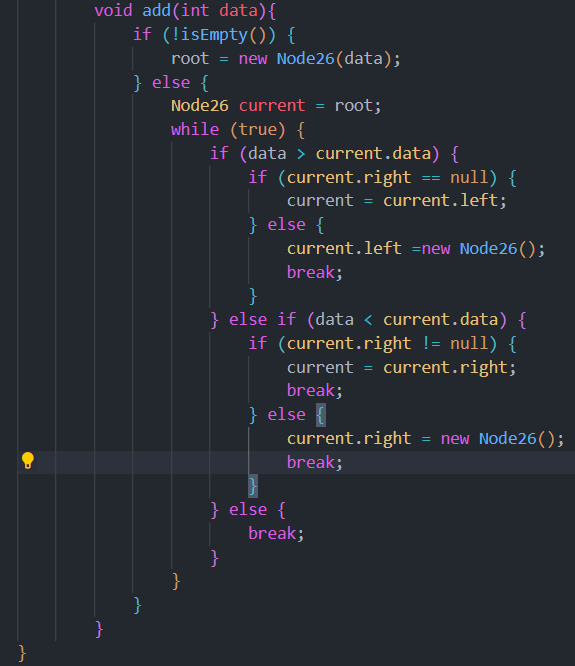 void add(int data){
if (!isEmpty()) {
root = new Node26(data);
} else {
Node26 current = root;
while (true) {
if (data > current.data) {
if (current.right == null) {
current = current.left;
} else {
current.left =new Node26();
break;
}
} else if (data < current.data) {
if (current.right != null) {
current = current.right;
break;
} else {
current.right = new Node26();
break;
}
} else {
break;
}
}
}
}
}